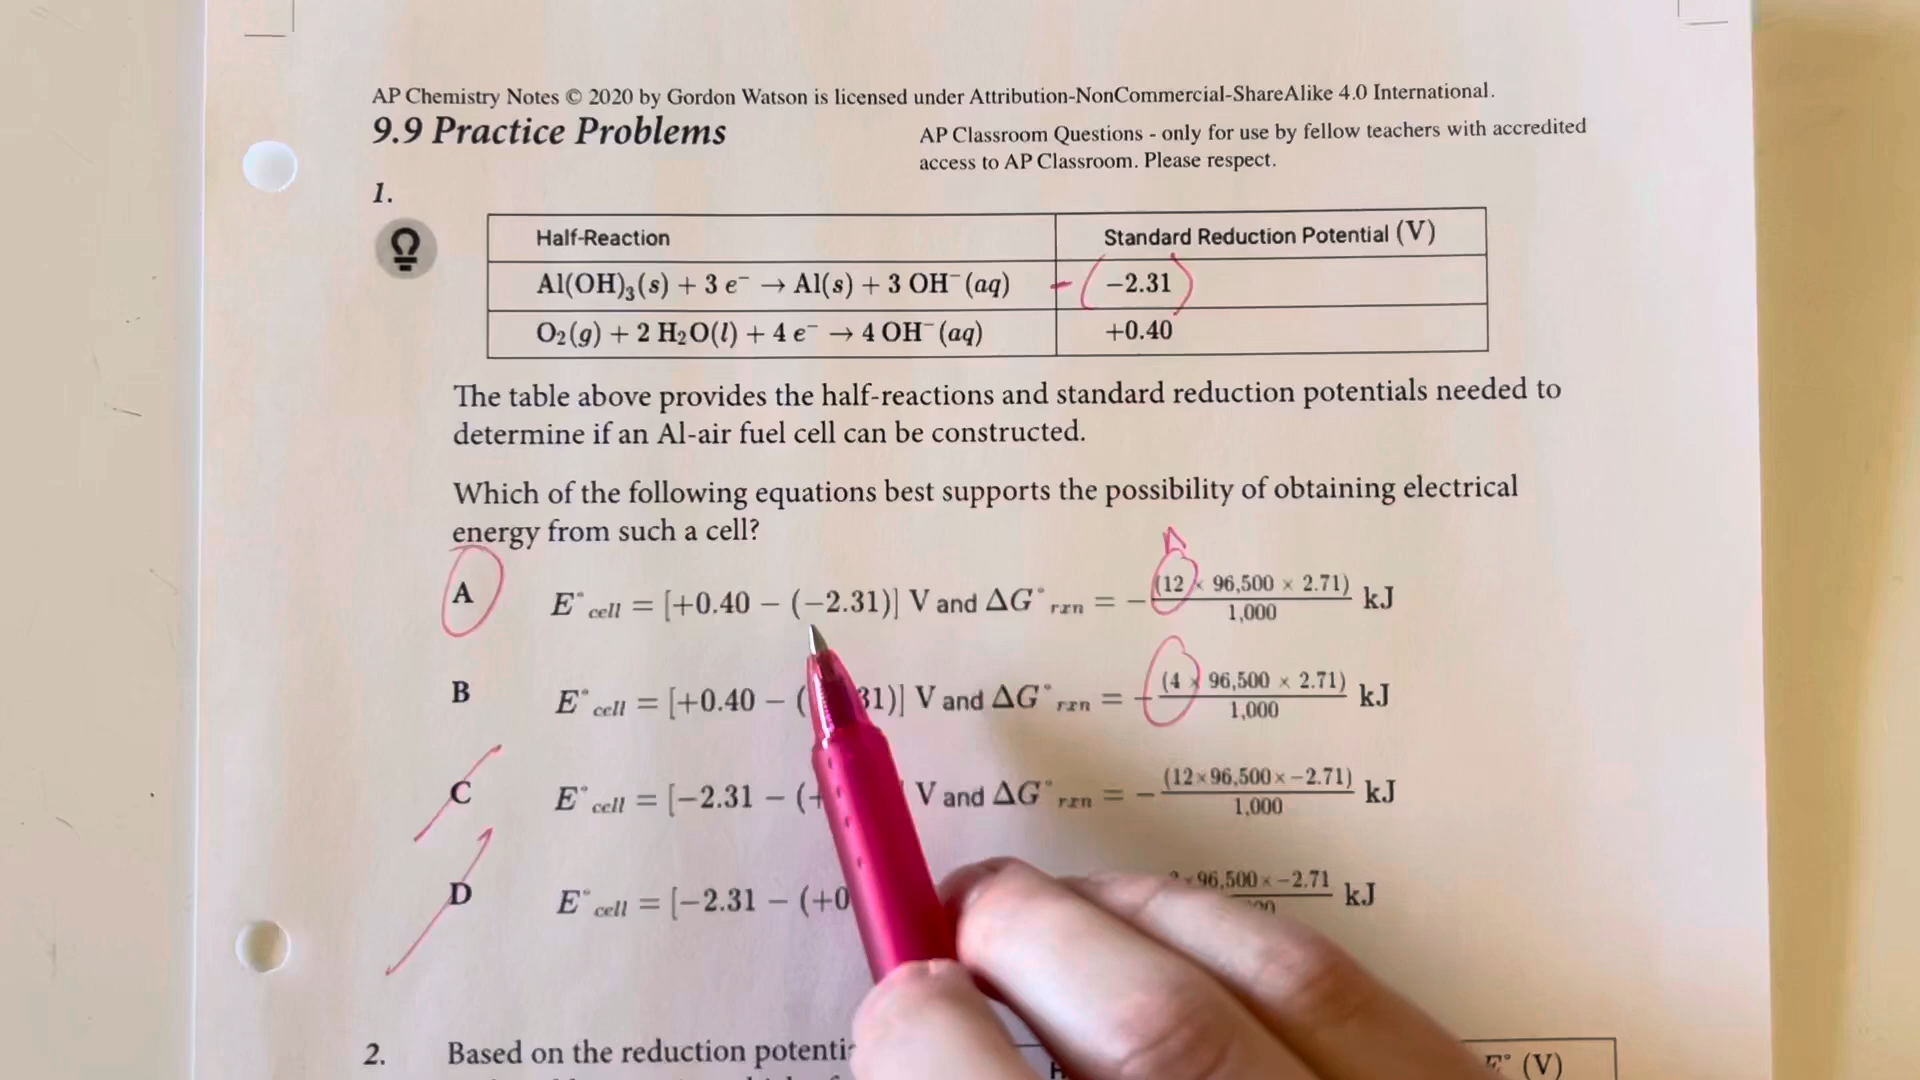 AP Chemistry Notes © 2020 by Gordon Watson is licensed under Attribution-NonCommercial-ShareAlike 4.0 International.
9.9 Practice Problems
AP Classroom Questions - only for use by fellow teachers with accredited
access to AP Classroom. Please respect.
1.
Half-Reaction Standard Reduction Potential (V)
Al(OH)₃(s) + 3 e⁻ → Al(s) + 3 OH⁻(aq) -(−2.31)
O₂(g) + 2 H₂O(l) + 4 e⁻ → 4 OH⁻(aq) +0.40
The table above provides the half-reactions and standard reduction potentials needed to
determine if an Al-air fuel cell can be constructed.
Which of the following equations best supports the possibility of obtaining electrical
energy from such a cell?
A E°cell = [+0.40 − (−2.31)] V and ΔG°rxn = −(12 × 96,500 × 2.71)/1,000 kJ
B E°cell = [+0.40 − ( 31)] V and ΔG°rxn = −(4 × 96,500 × 2.71)/1,000 kJ
C E°cell = [−2.31 − (+ V and ΔG°rxn = −(12×96,500×−2.71)/1,000 kJ
D E°cell = [−2.31 − (+0 96,500×−2.71 kJ
2. Based on the reduction
E° (V)